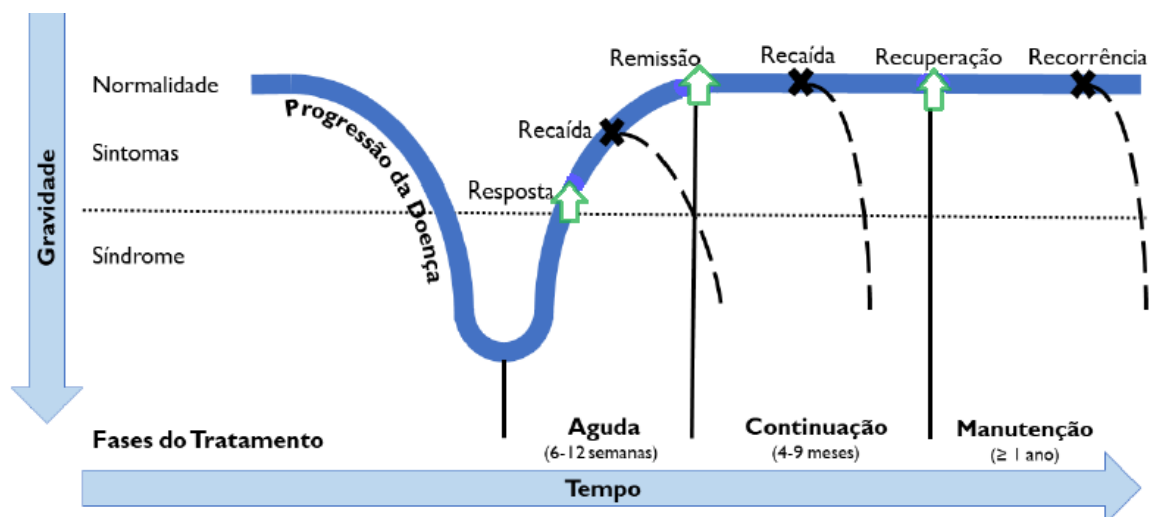 Remissão
Recaída
Recuperação
Recorrência
Normalidade
Progressão da Doença
Recaída
Sintomas
Resposta
Gravidade
Síndrome
Fases do Tratamento
Aguda
(6-12 semanas)
Continuação
(4-9 meses)
Manutenção
(≥ 1 ano)
Tempo